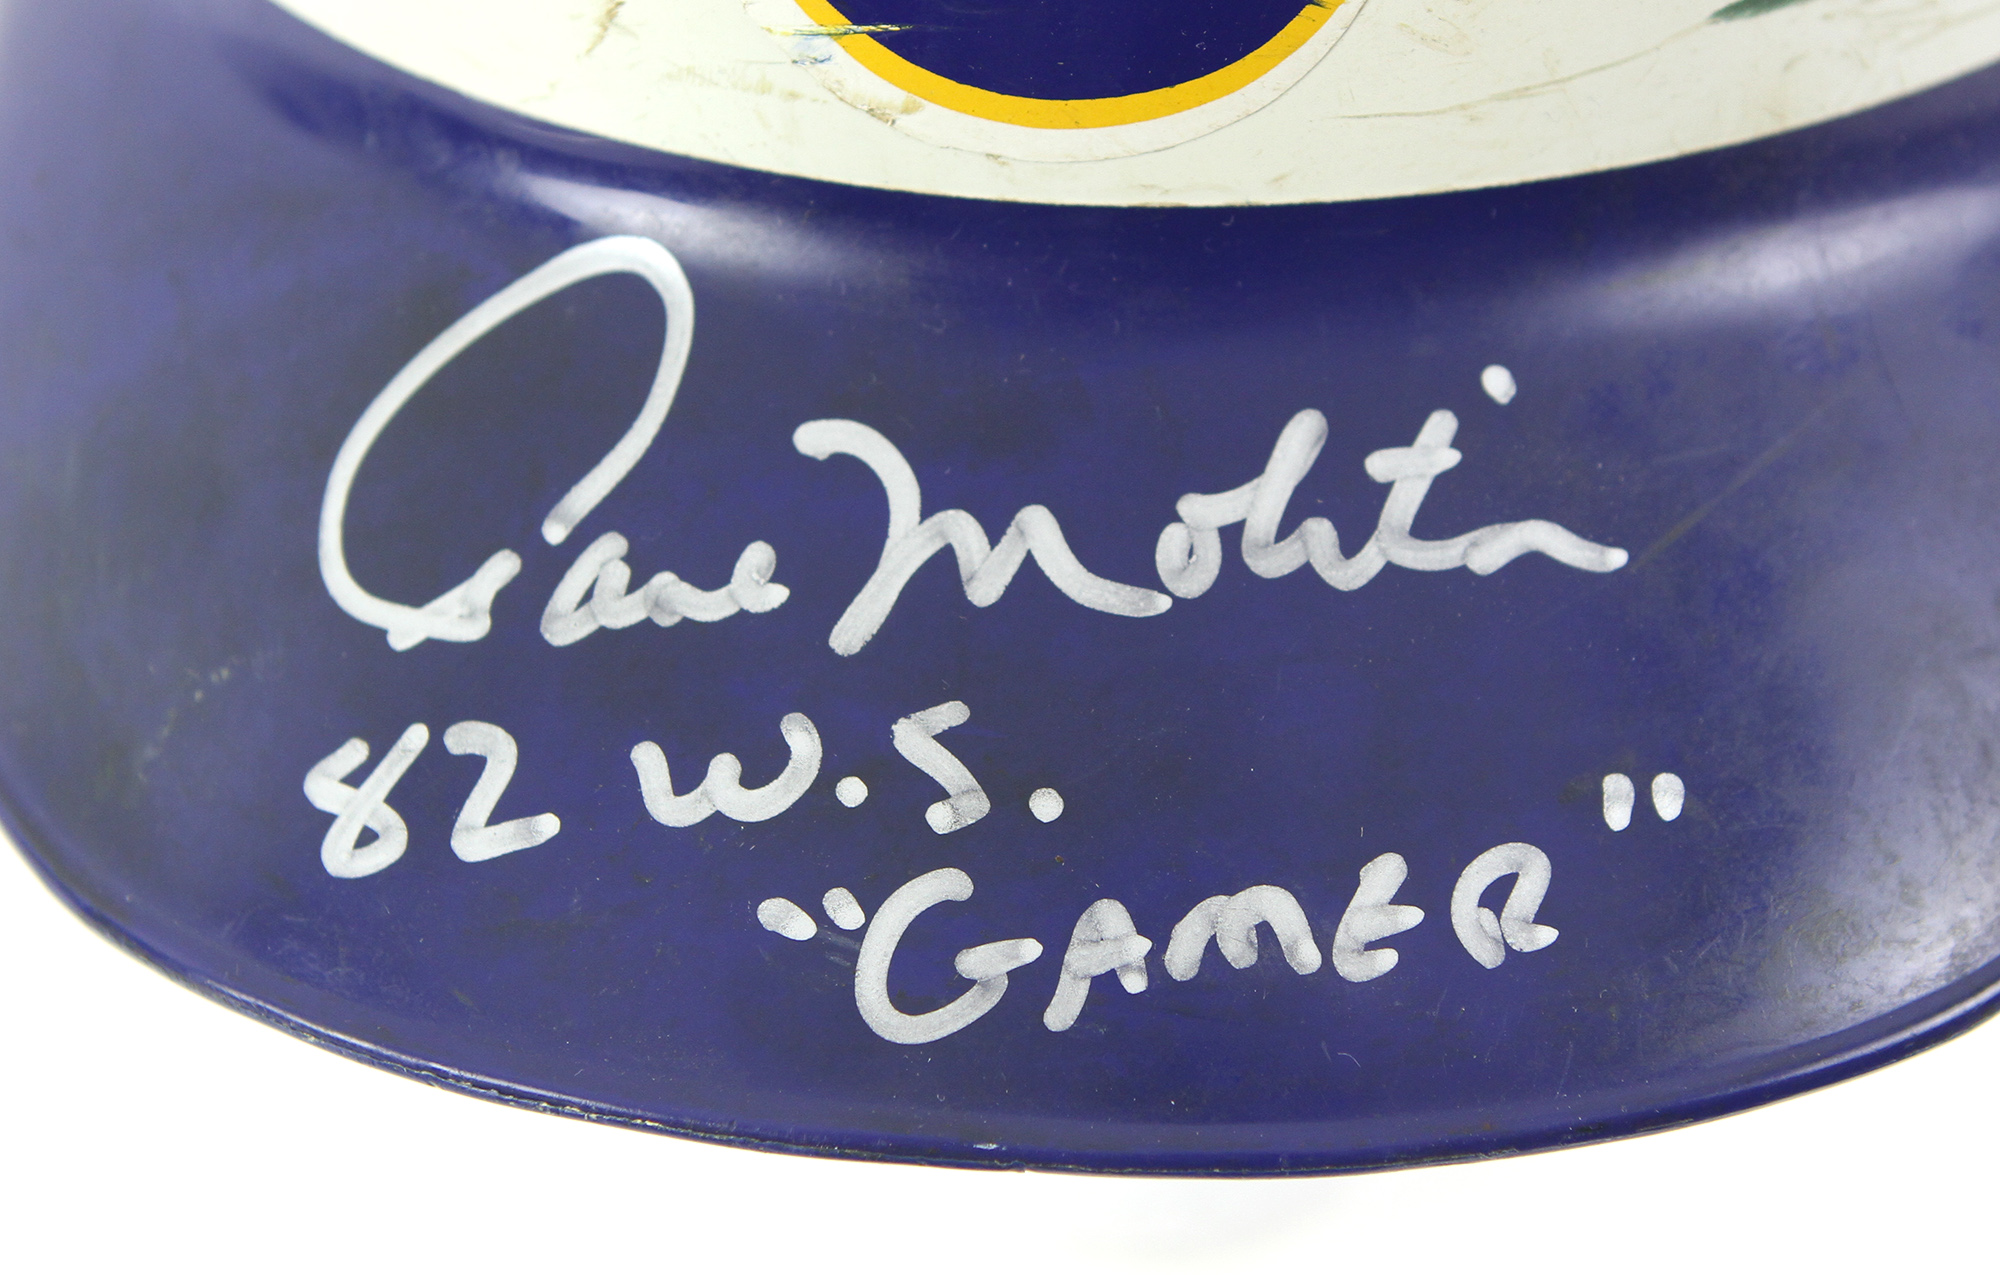 Paul Molitor
82 W.S.
"GAMER"